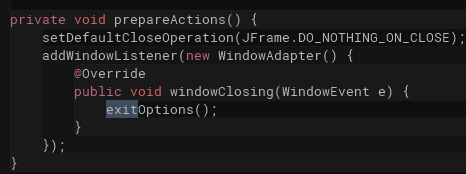 private void prepareActions() {
    setDefaultCloseOperation(JFrame.DO_NOTHING_ON_CLOSE);
    addWindowListener(new WindowAdapter() {
        @Override
        public void windowClosing(WindowEvent e) {
            exitOptions();
        }
    });
}